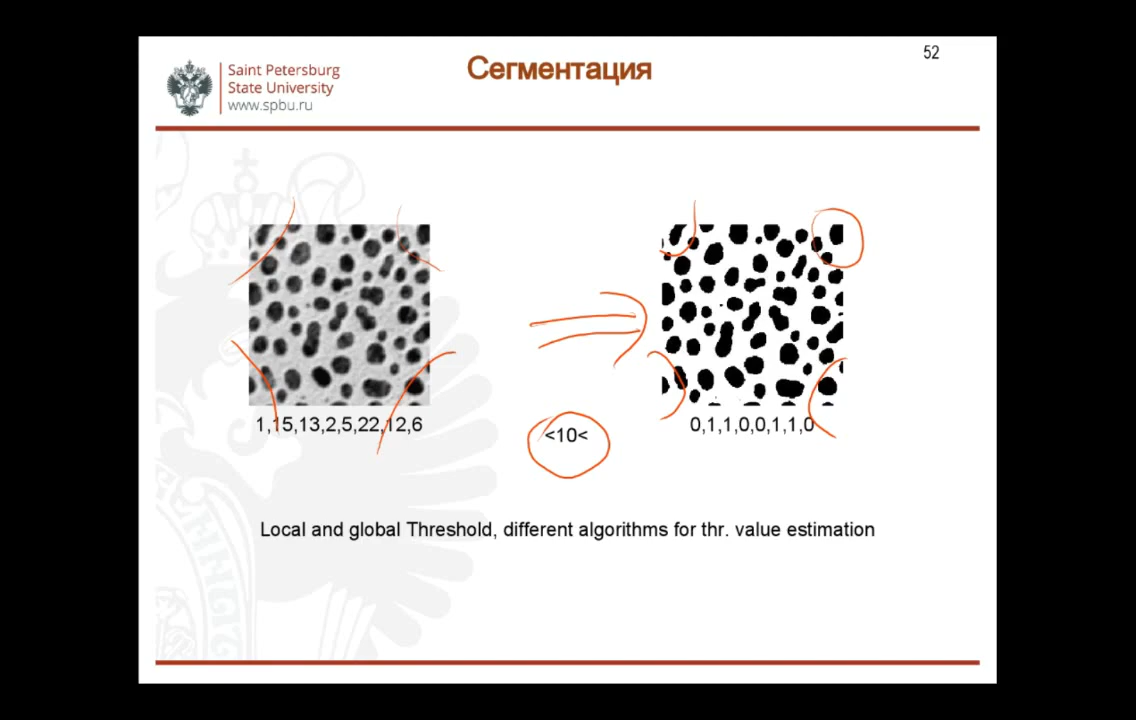 52
Сегментация
Saint Petersburg
State University
www.spbu.ru
1,15,13,2,5,22,12,6
<10<
0,1,1,0,0,1,1,0
Local and global Threshold, different algorithms for thr. value estimation